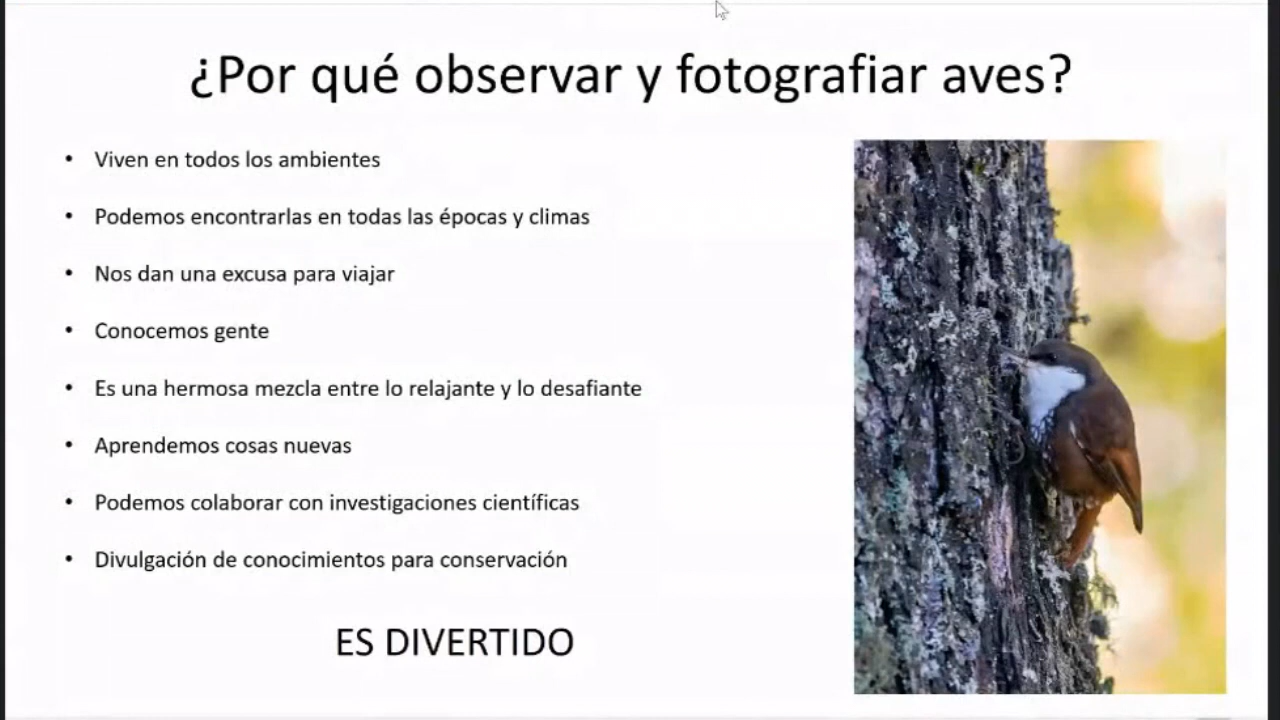 ¿Por qué observar y fotografiar aves?
• Viven en todos los ambientes
• Podemos encontrarlas en todas las épocas y climas
• Nos dan una excusa para viajar
• Conocemos gente
• Es una hermosa mezcla entre lo relajante y lo desafiante
• Aprendemos cosas nuevas
• Podemos colaborar con investigaciones científicas
• Divulgación de conocimientos para conservación
ES DIVERTIDO